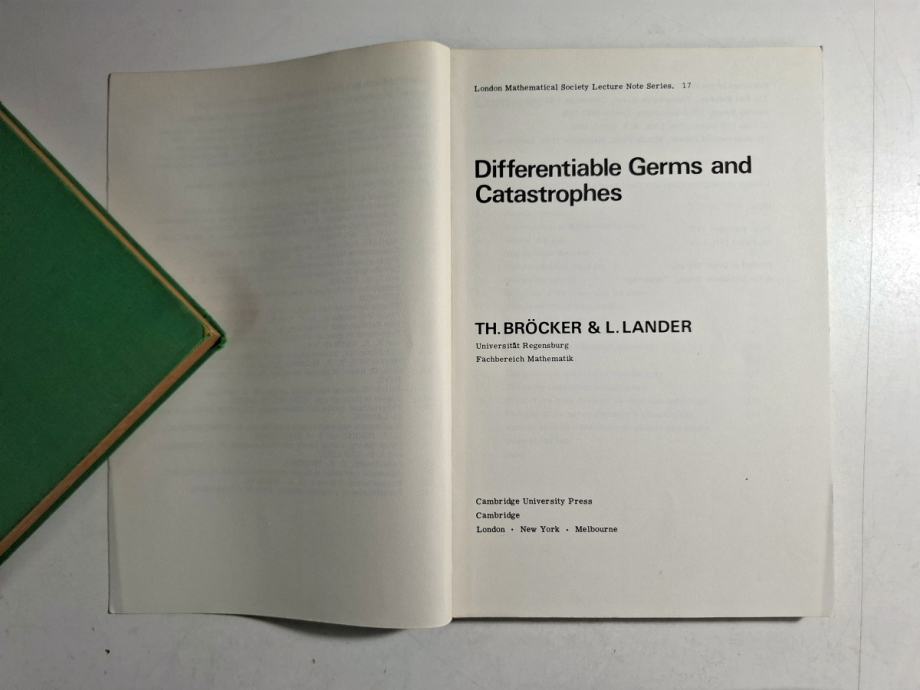 London Mathematical Society Lecture Note Series. 17
Differentiable Germs and
Catastrophes
TH. BRÖCKER & L. LANDER
Universität Regensburg
Fachbereich Mathematik
Cambridge University Press
Cambridge
London · New York · Melbourne